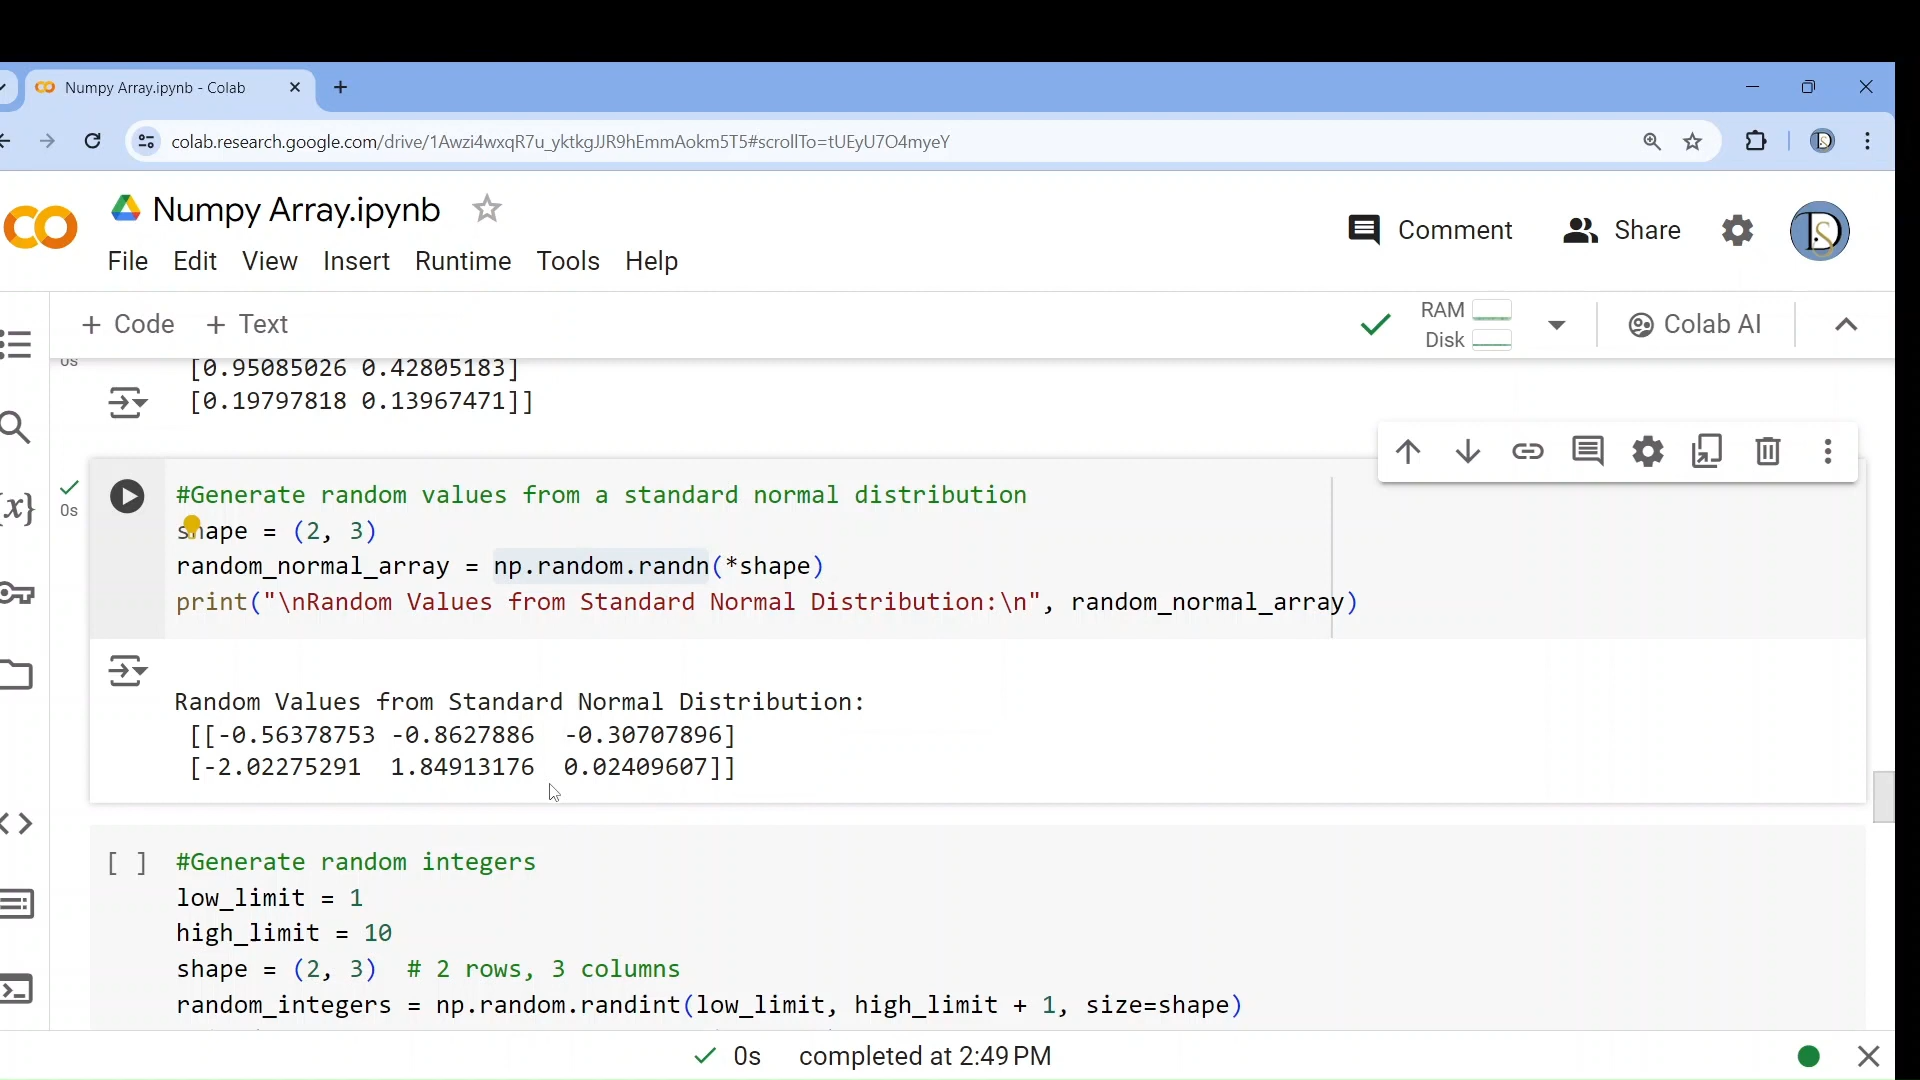 Numpy Array.ipynb - Colab
colab.research.google.com/drive/1Awzi4wxqR7u_yktkgJJR9hEmmAokm5T5#scrollTo=tUEyU7O4myeY
Numpy Array.ipynb
Comment Share
File Edit View Insert Runtime Tools Help
+ Code + Text
RAM
Disk
Colab AI
0s
[0.95085026 0.42805183]
[0.19797818 0.13967471]]
{x}
0s
#Generate random values from a standard normal distribution
shape = (2, 3)
random_normal_array = np.random.randn(*shape)
print("\nRandom Values from Standard Normal Distribution:\n", random_normal_array)
Random Values from Standard Normal Distribution:
[[-0.56378753 -0.8627886  -0.30707896]
[-2.02275291  1.84913176  0.02409607]]
[ ] #Generate random integers
low_limit = 1
high_limit = 10
shape = (2, 3)  # 2 rows, 3 columns
random_integers = np.random.randint(low_limit, high_limit + 1, size=shape)
0s completed at 2:49 PM